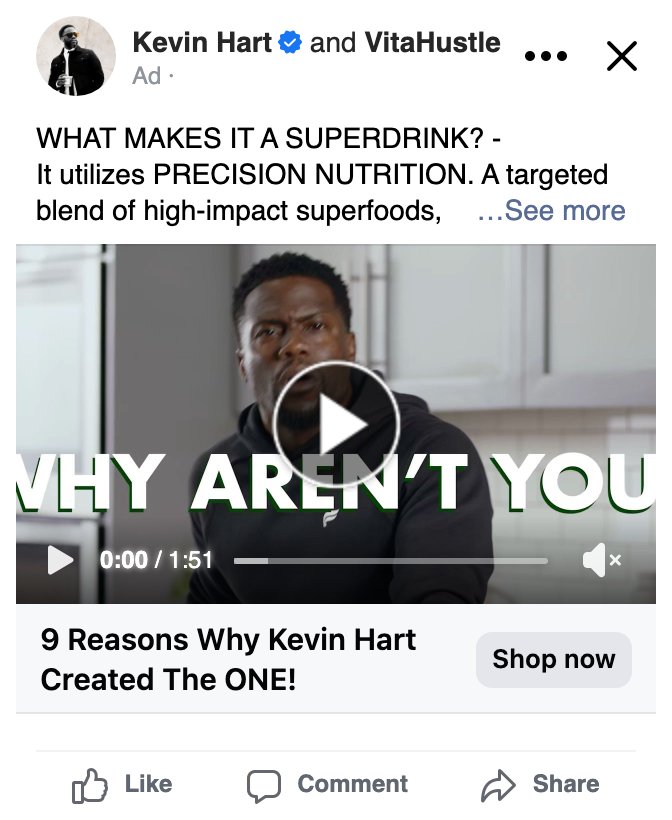 Kevin Hart and VitaHustle
Ad ·
WHAT MAKES IT A SUPERDRINK? -
It utilizes PRECISION NUTRITION. A targeted
blend of high-impact superfoods, ...See more
WHY AREN'T YOU
0:00 / 1:51
9 Reasons Why Kevin Hart
Created The ONE!
Shop now
Like Comment Share